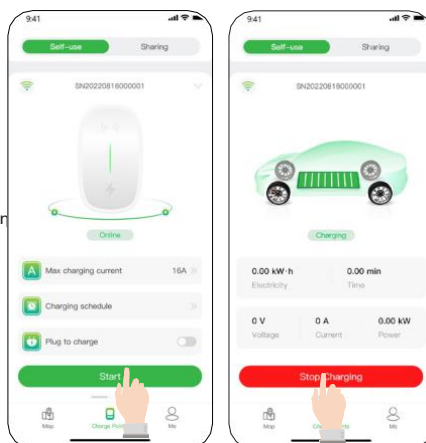 9:41
Self-use Sharing
SN20220816000001
Online
Max charging current 16A
Charging schedule
Plug to charge
Start
Map Charge Me
9:41
Self-use Sharing
SN20220816000001
Charging
0.00 kW·h 0.00 min
Electricity Time
0 V 0 A 0.00 kW
Voltage Current Power
Stop Charging
Map Me